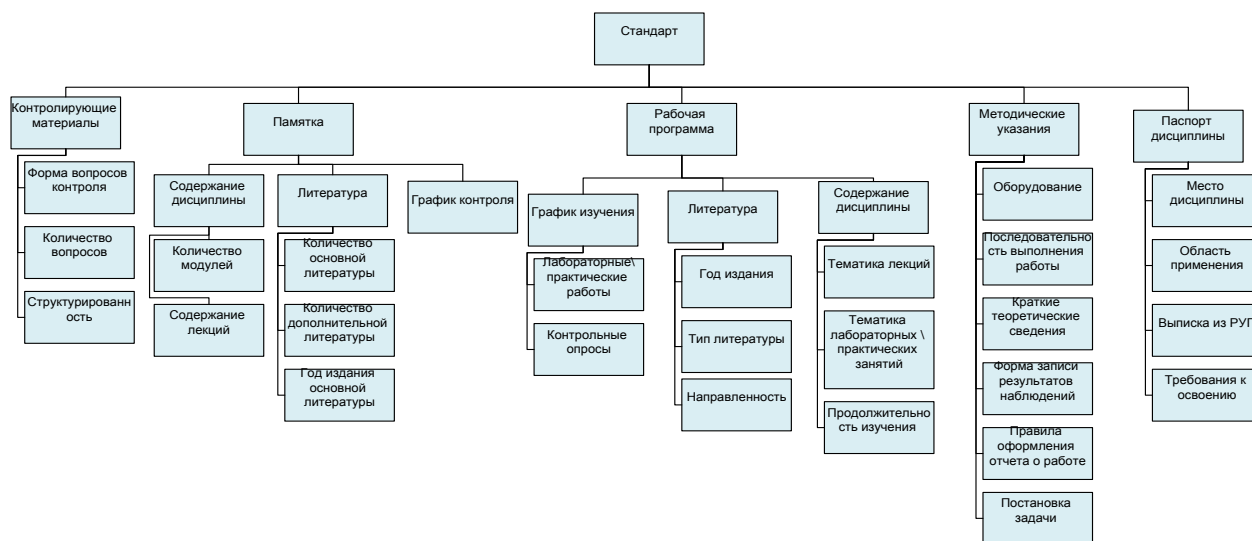 Стандарт
Контролирующие
материалы
Памятка
Рабочая
программа
Методические
указания
Паспорт
дисциплины
Форма вопросов
контроля
Количество
вопросов
Структурированн
ость
Содержание
дисциплины
Количество
модулей
Содержание
лекций
Литература
Количество
основной
литературы
Количество
дополнительной
литературы
Год издания
основной
литературы
График контроля
График изучения
Лабораторные\
практические
работы
Контрольные
опросы
Литература
Год издания
Тип литературы
Направленность
Содержание
дисциплины
Тематика лекций
Тематика
лабораторных \
практических
занятий
Продолжительно
сть изучения
Оборудование
Последовательно
сть выполнения
работы
Краткие
теоретические
сведения
Форма записи
результатов
наблюдений
Правила
оформления
отчета о работе
Постановка
задачи
Место
дисциплины
Область
применения
Выписка из РУП
Требования к
освоению